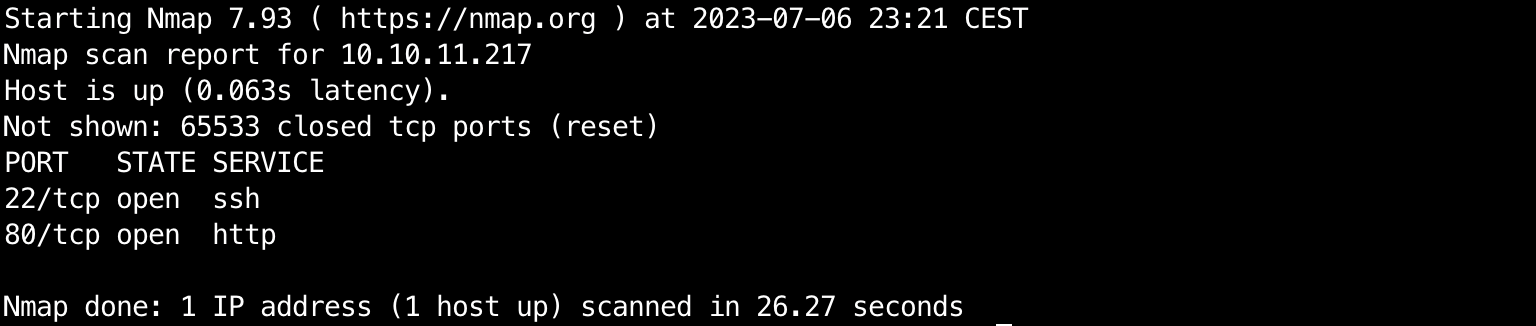 Starting Nmap 7.93 ( https://nmap.org ) at 2023-07-06 23:21 CEST
Nmap scan report for 10.10.11.217
Host is up (0.063s latency).
Not shown: 65533 closed tcp ports (reset)
PORT   STATE SERVICE
22/tcp open  ssh
80/tcp open  http

Nmap done: 1 IP address (1 host up) scanned in 26.27 seconds